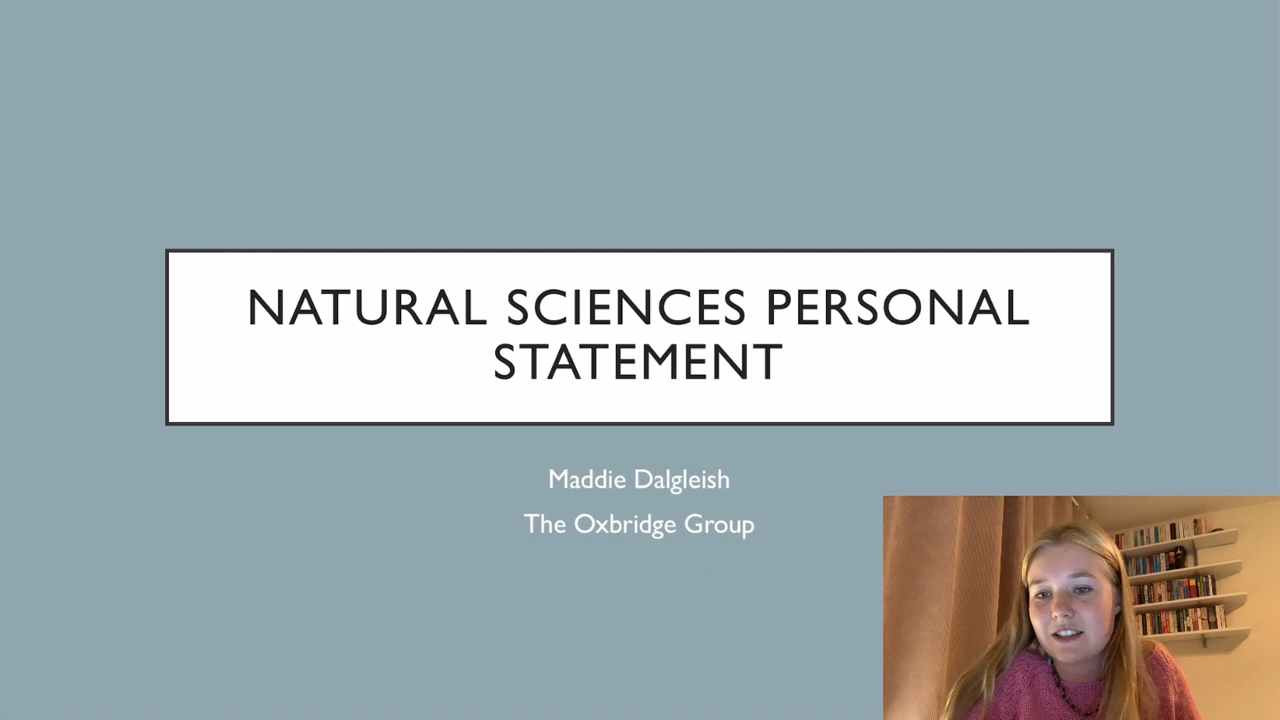 NATURAL SCIENCES PERSONAL
STATEMENT
Maddie Dalgleish
The Oxbridge Group